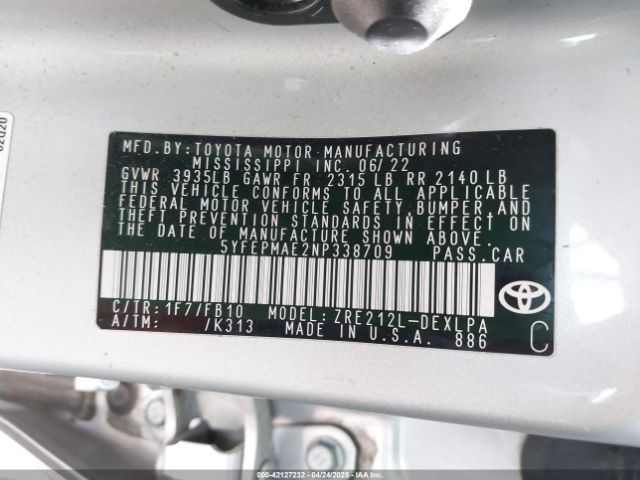 02020
MFD.BY:TOYOTA MOTOR MANUFACTURING
MISSISSIPPI INC. 06/22
GVWR 3935LB GAWR FR 2315 LB RR 2140 LB
THIS VEHICLE CONFORMS TO ALL APPLICABLE
FEDERAL MOTOR VEHICLE SAFETY, BUMPER AND
THEFT PREVENTION STANDARDS IN EFFECT ON
THE DATE OF MANUFACTURE SHOWN ABOVE.
5YFEPMAE2NP338709 PASS.CAR
C/TR:1F7/FB10 MODEL: ZRE212L-DEXLPA
A/TM: /K313 MADE IN U.S.A. 886
TOYOTA
C
000-42127232 - 04/24/2025 - IAA Inc.